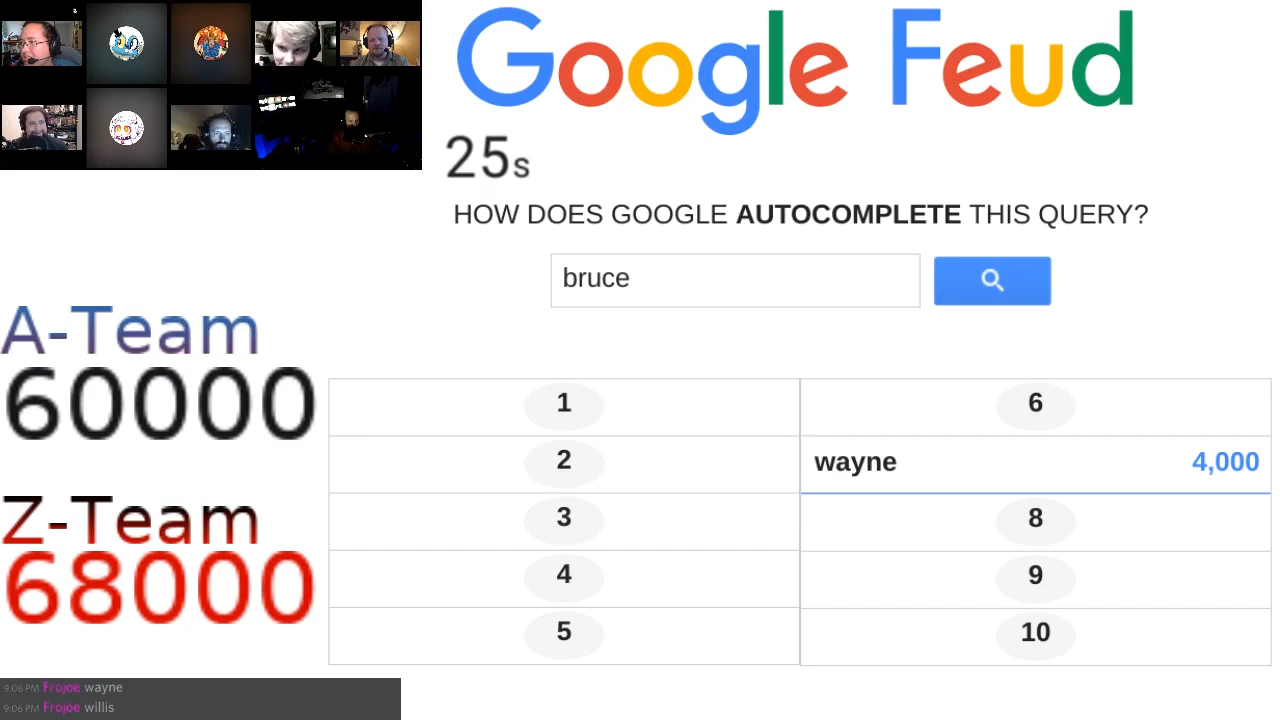 Google Feud
25s
HOW DOES GOOGLE AUTOCOMPLETE THIS QUERY?
bruce
A-Team
60000
Z-Team
68000
1
2
3
4
5
6
wayne 4,000
8
9
10
9:06 PM Frojoe wayne
9:06 PM Frojoe willis